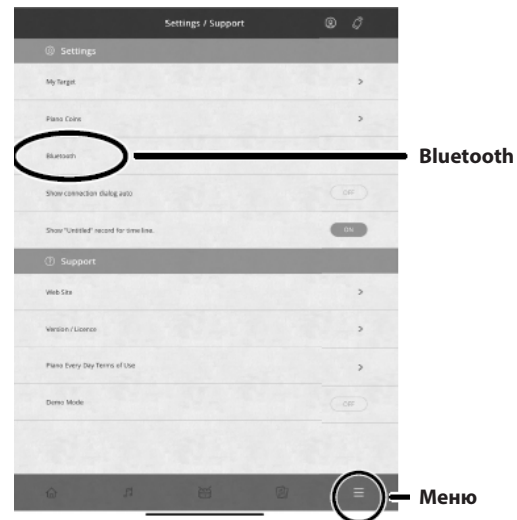 Settings / Support
Settings
My Target
Piano Coins
Bluetooth
Bluetooth
Show connection dialog auto
OFF
Show "Untitled" record for time line.
ON
Support
Web Site
Version / Licence
Piano Every Day Terms of Use
Demo Mode
OFF
Меню